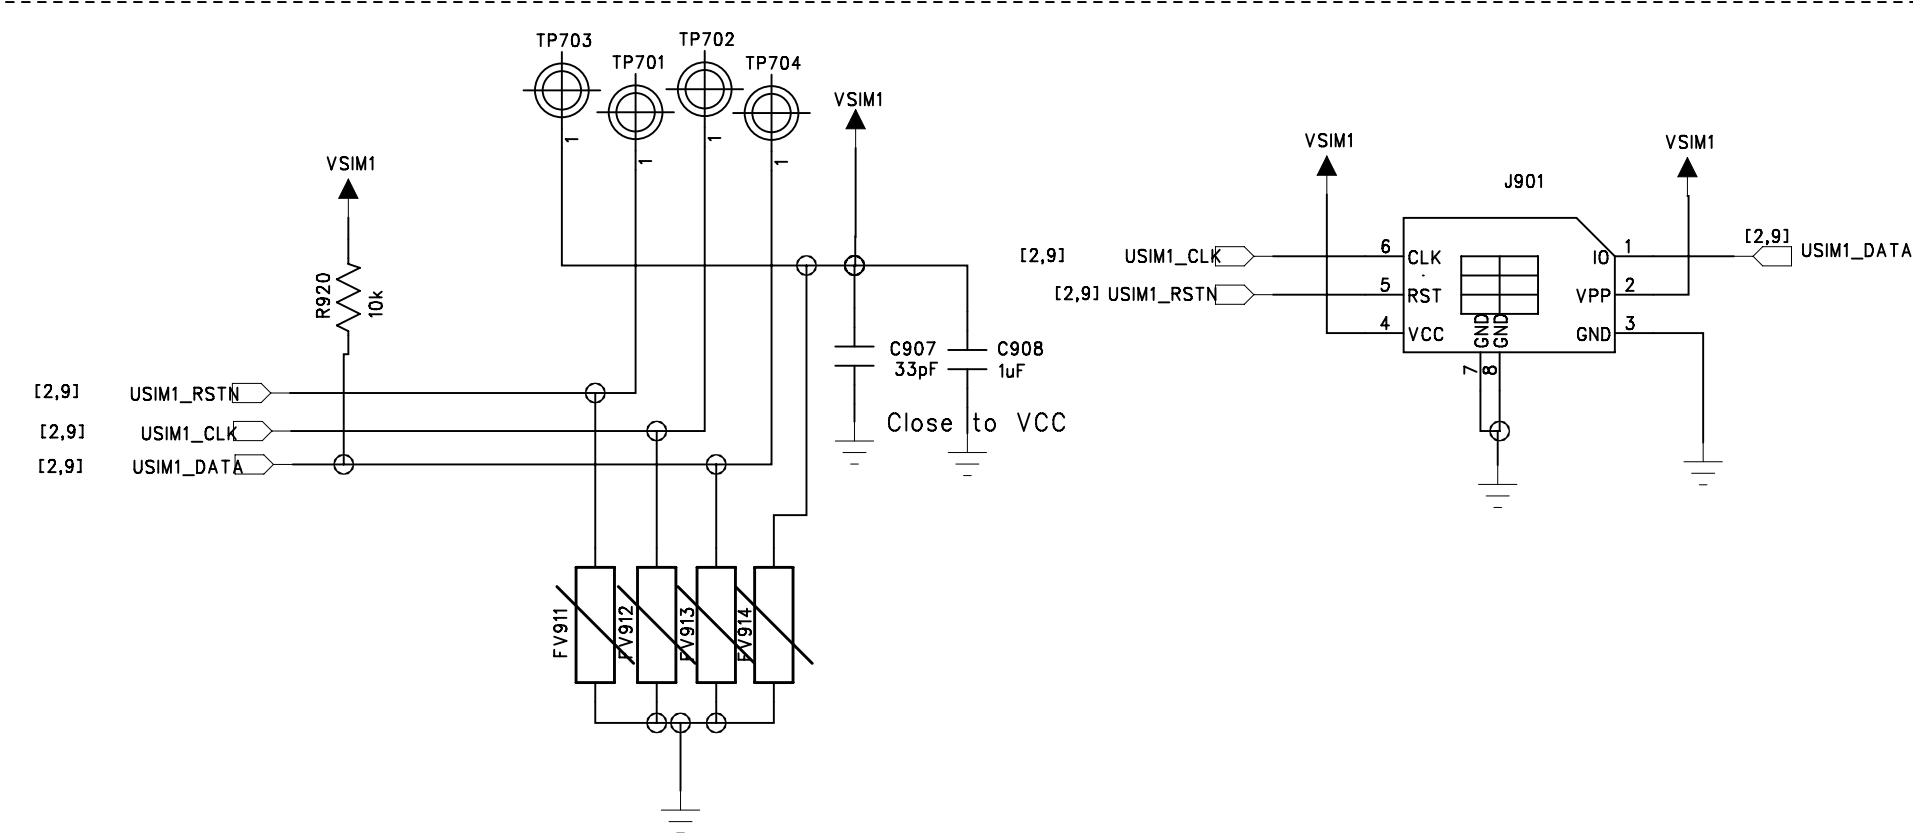 TP703
TP702
TP701
TP704
VSIM1
1
1
1
1
VSIM1
R920
10k
C907
33pF
C908
1uF
Close to VCC
[2,9] USIM1_RSTN
[2,9] USIM1_CLK
[2,9] USIM1_DATA
FV911
FV912
FV913
FV914
VSIM1
VSIM1
J901
[2,9] USIM1_CLK
6
CLK
IO
1
[2,9] USIM1_DATA
[2,9] USIM1_RSTN
5
RST
VPP
2
4
VCC
GND
GND
GND
3
7
8